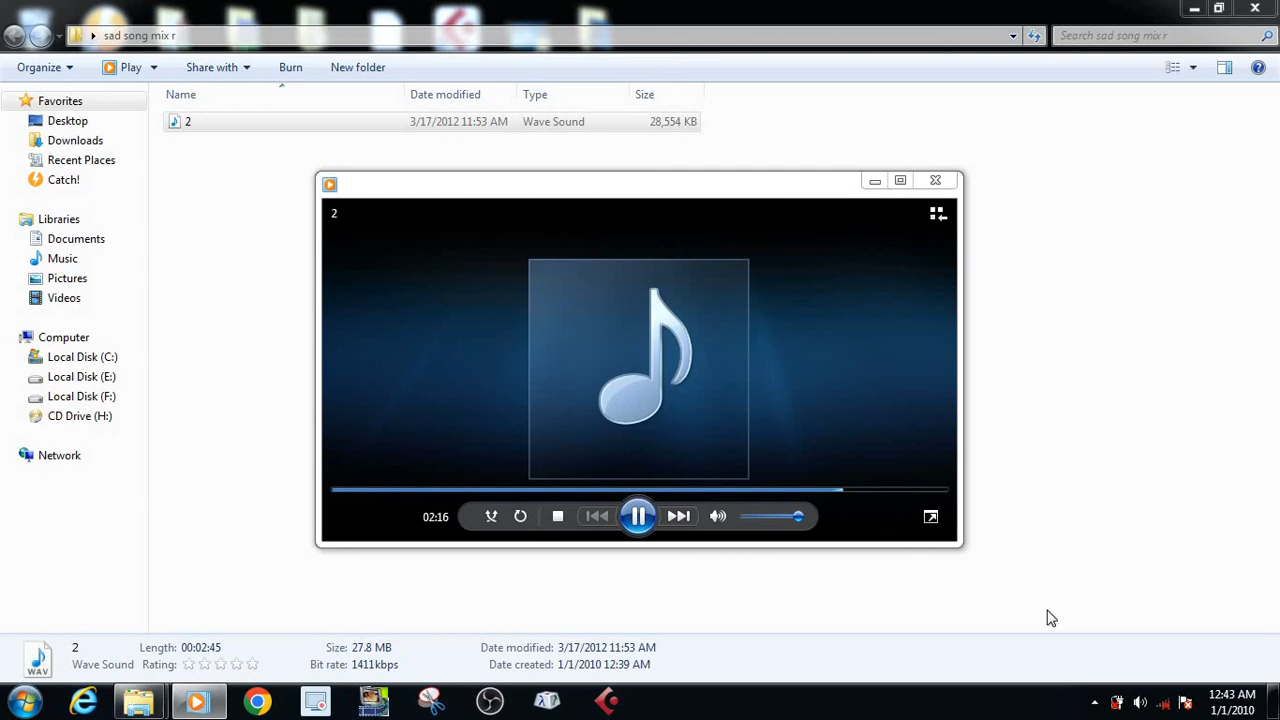 sad song mix r
Search sad song mix r
Organize Play Share with Burn New folder
Name Date modified Type Size
Favorites
Desktop
Downloads
Recent Places
Catch!
Libraries
Documents
Music
Pictures
Videos
Computer
Local Disk (C:)
Local Disk (E:)
Local Disk (F:)
CD Drive (H:)
Network
2 3/17/2012 11:53 AM Wave Sound 28,554 KB
2
02:16
WAV
2 Length: 00:02:45 Size: 27.8 MB Date modified: 3/17/2012 11:53 AM
Wave Sound Rating: Bit rate: 1411kbps Date created: 1/1/2010 12:39 AM
12:43 AM
1/1/2010